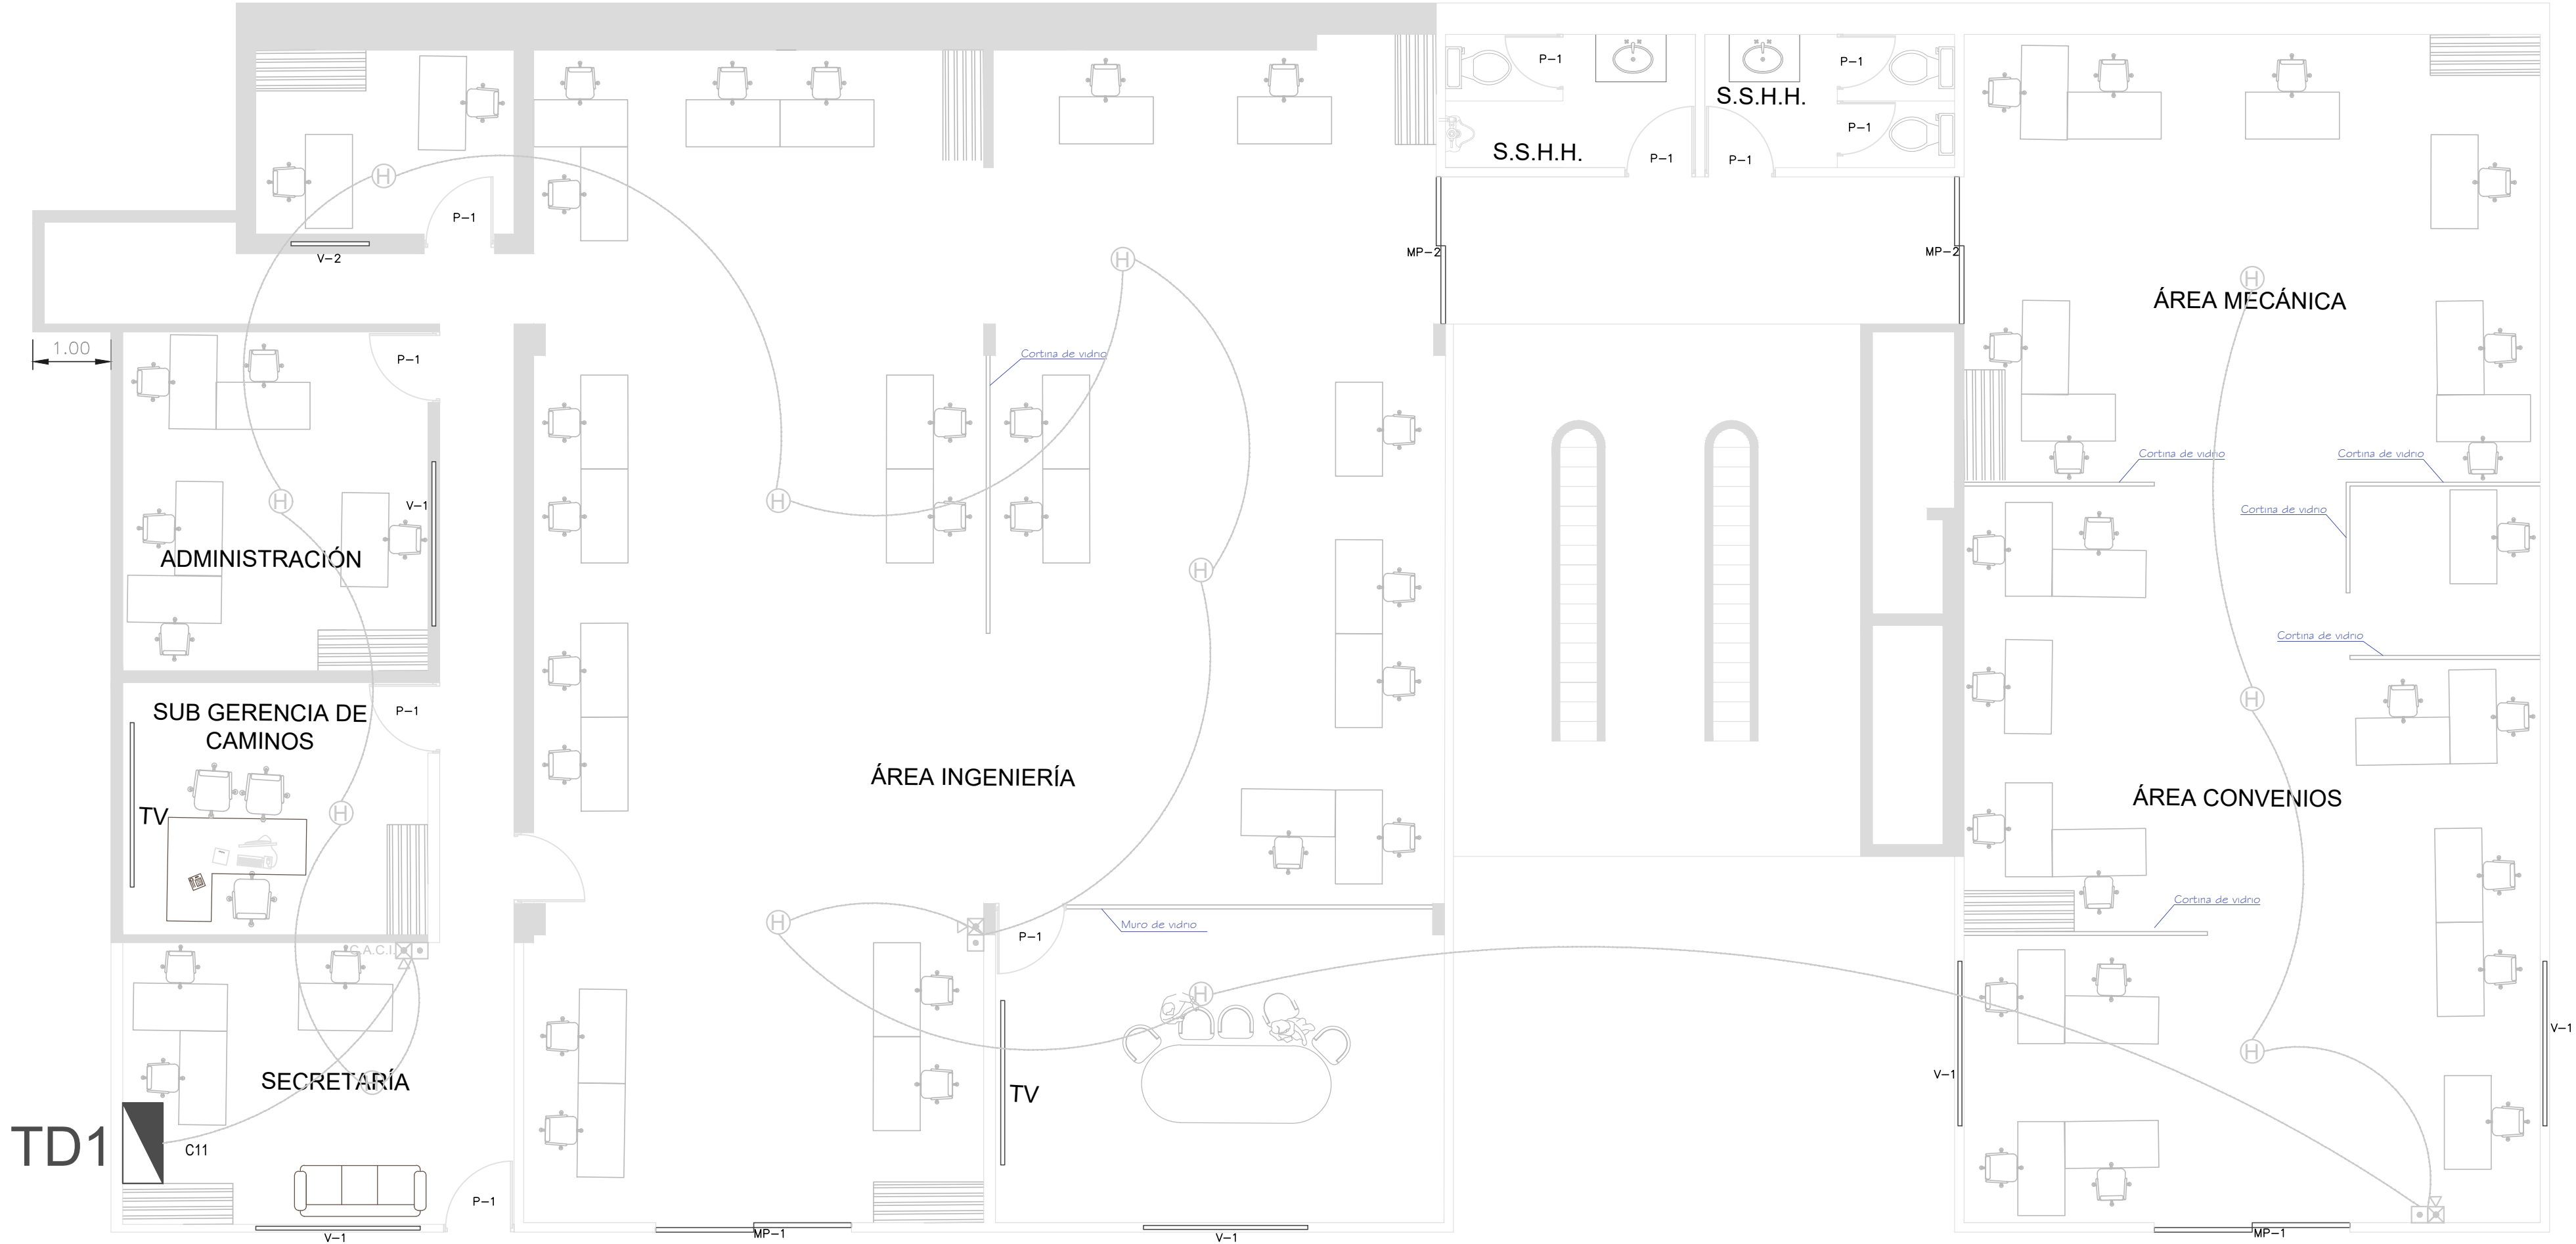 P-1
S.S.H.H.
P-1
P-1
S.S.H.H.
P-1
P-1
P-1
P-1
V-2
MP-2
MP-2
ÁREA MECÁNICA
1.00
P-1
Cortina de vidrio
Cortina de vidrio
Cortina de vidrio
Cortina de vidrio
V-1
ADMINISTRACIÓN
Cortina de vidrio
SUB GERENCIA DE
CAMINOS
P-1
TV
ÁREA INGENIERÍA
ÁREA CONVENIOS
Cortina de vidrio
Muro de vidrio
P-1
C.A.C.I.
H
H
H
H
H
H
H
H
H
H
H
H
H
SECRETARÍA
TV
V-1
V-1
TD1
C11
P-1
V-1
MP-1
V-1
MP-1